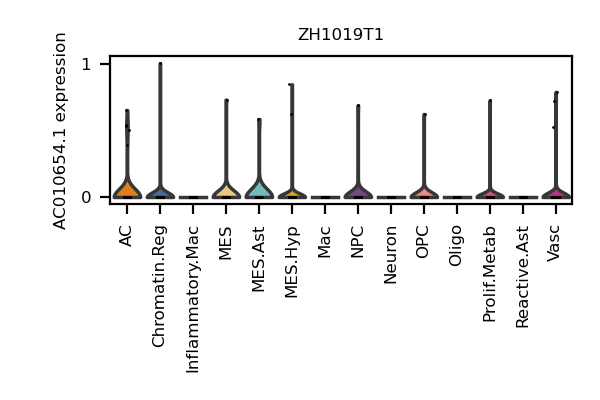 ZH1019T1
AC010654.1 expression
1
0
AC
Chromatin.Reg
Inflammatory.Mac
MES
MES.Ast
MES.Hyp
Mac
NPC
Neuron
OPC
Oligo
Prolif.Metab
Reactive.Ast
Vasc